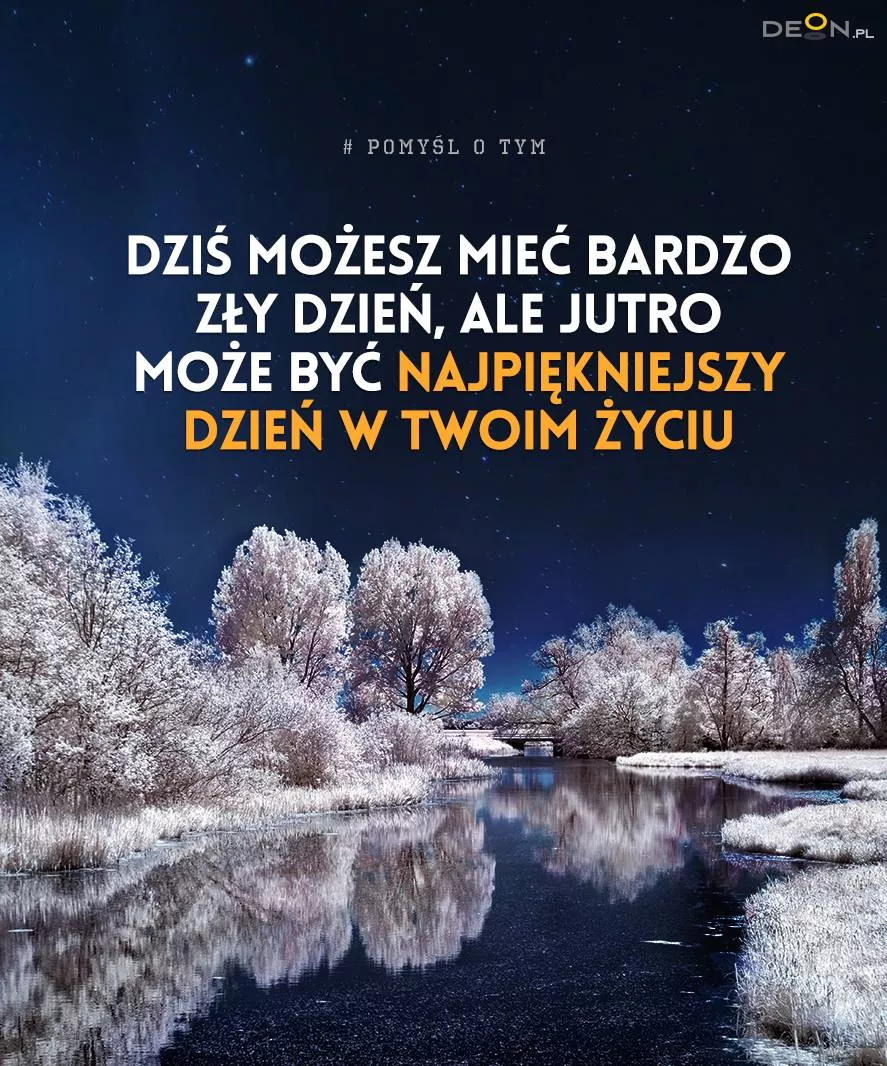 DEON.PL
# POMYŚL O TYM
DZIŚ MOŻESZ MIEĆ BARDZO
ZŁY DZIEŃ, ALE JUTRO
MOŻE BYĆ NAJPIĘKNIEJSZY
DZIEŃ W TWOIM ŻYCIU